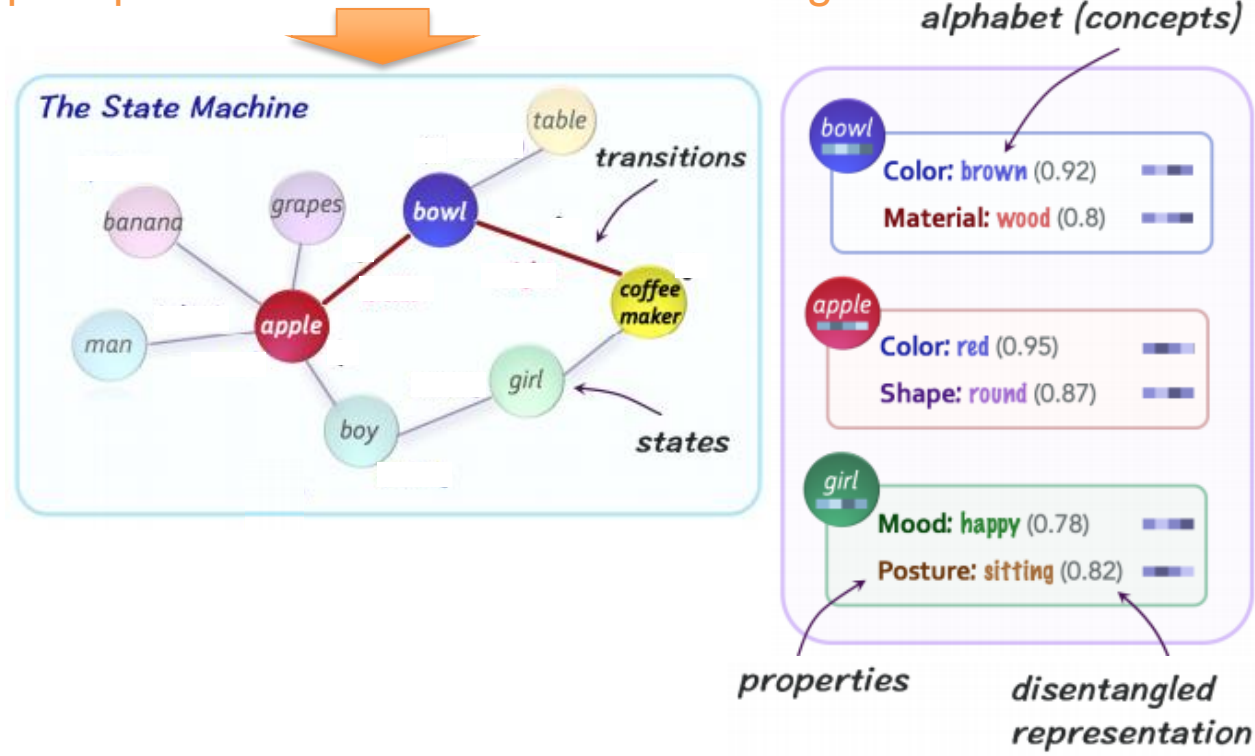 alphabet (concepts)
The State Machine
table
transitions
banana
grapes
bowl
coffee
maker
apple
man
girl
boy
states
bowl
Color: brown (0.92)
Material: wood (0.8)
apple
Color: red (0.95)
Shape: round (0.87)
girl
Mood: happy (0.78)
Posture: sitting (0.82)
properties
disentangled
representation